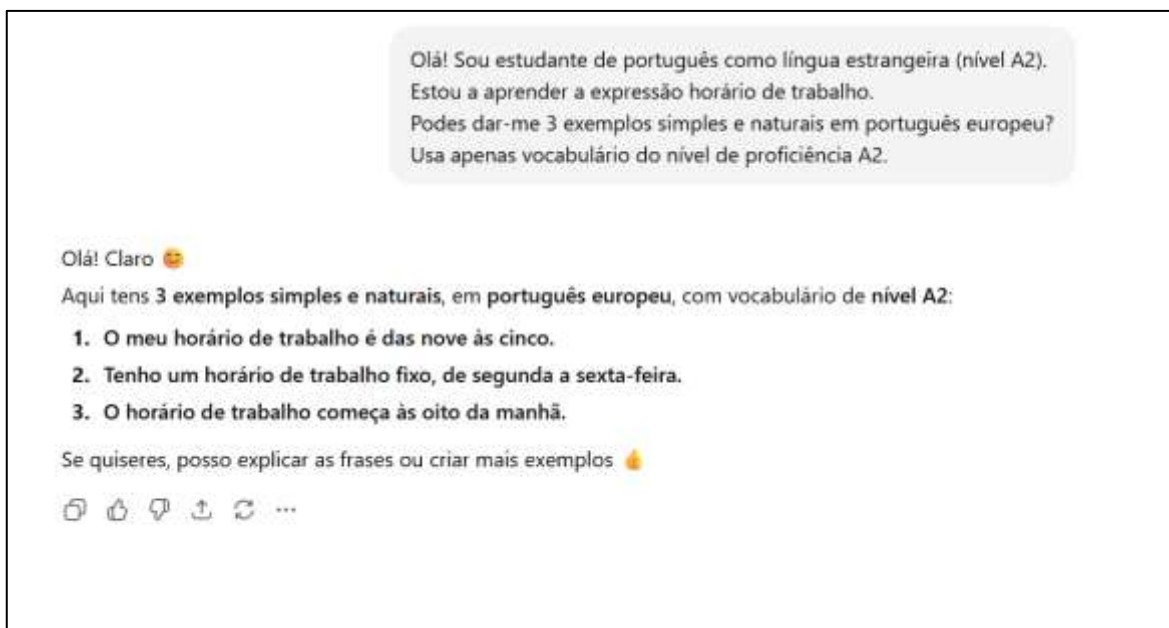 Olá! Sou estudante de português como língua estrangeira (nível A2).
Estou a aprender a expressão horário de trabalho.
Podes dar-me 3 exemplos simples e naturais em português europeu?
Usa apenas vocabulário do nível de proficiência A2.
Olá! Claro 😊
Aqui tens 3 exemplos simples e naturais, em português europeu, com vocabulário de nível A2:
1. O meu horário de trabalho é das nove às cinco.
2. Tenho um horário de trabalho fixo, de segunda a sexta-feira.
3. O horário de trabalho começa às oito da manhã.
Se quiseres, posso explicar as frases ou criar mais exemplos 👍